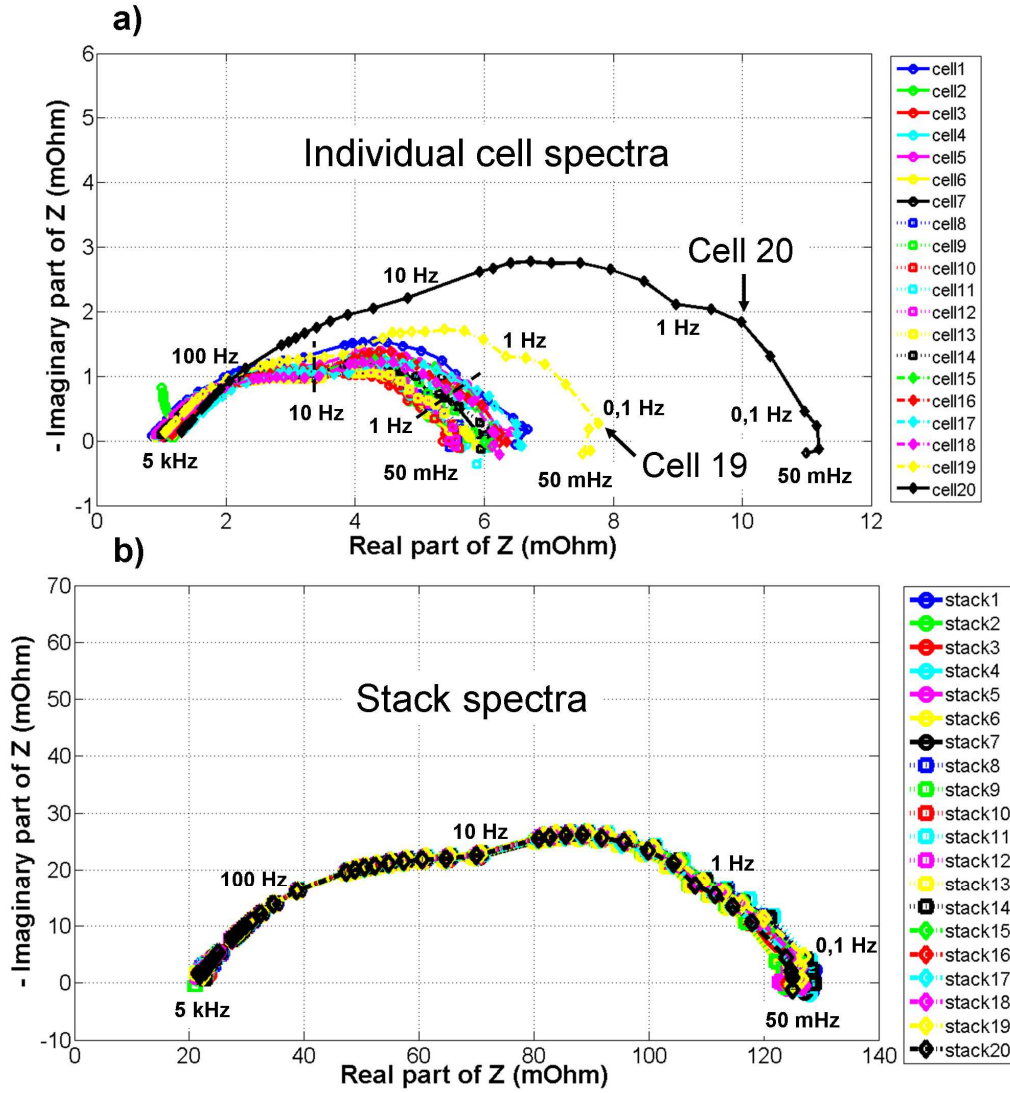 a)
6
5
4
3
2
1
0
-1
- Imaginary part of Z (mOhm)
Individual cell spectra
10 Hz
Cell 20
100 Hz
1 Hz
1 Hz
10 Hz
1 Hz
0,1 Hz
0,1 Hz
5 kHz
50 mHz
Cell 19
50 mHz
50 mHz
0 2 4 6 8 10 12
Real part of Z (mOhm)
cell1
cell2
cell3
cell4
cell5
cell6
cell7
cell8
cell9
cell10
cell11
cell12
cell13
cell14
cell15
cell16
cell17
cell18
cell19
cell20
b)
70
60
50
40
30
20
10
0
-10
- Imaginary part of Z (mOhm)
Stack spectra
10 Hz
100 Hz
1 Hz
0,1 Hz
5 kHz
50 mHz
0 20 40 60 80 100 120 140
Real part of Z (mOhm)
stack1
stack2
stack3
stack4
stack5
stack6
stack7
stack8
stack9
stack10
stack11
stack12
stack13
stack14
stack15
stack16
stack17
stack18
stack19
stack20